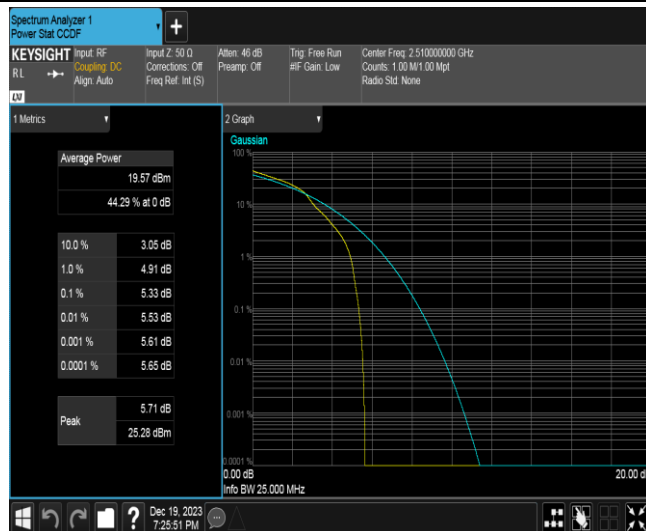 Spectrum Analyzer 1
Power Stat CCDF
+
KEYSIGHT
RL
Input: RF
Coupling: DC
Align: Auto
Input Z: 50 Ω
Corrections: Off
Freq Ref: Int (S)
Atten: 46 dB
Preamp: Off
Trig: Free Run
#IF Gain: Low
Center Freq: 2.510000000 GHz
Counts: 1.00 M/1.00 Mpt
Radio Std: None
1 Metrics
Average Power
19.57 dBm
44.29 % at 0 dB
10.0 % 3.05 dB
1.0 % 4.91 dB
0.1 % 5.33 dB
0.01 % 5.53 dB
0.001 % 5.61 dB
0.0001 % 5.65 dB
Peak
5.71 dB
25.28 dBm
2 Graph
Gaussian
100 %
10 %
1 %
0.1 %
0.01 %
0.001 %
0.0001 %
0.00 dB
20.00 d
Info BW 25.000 MHz
?
Dec 19, 2023
7:25:51 PM